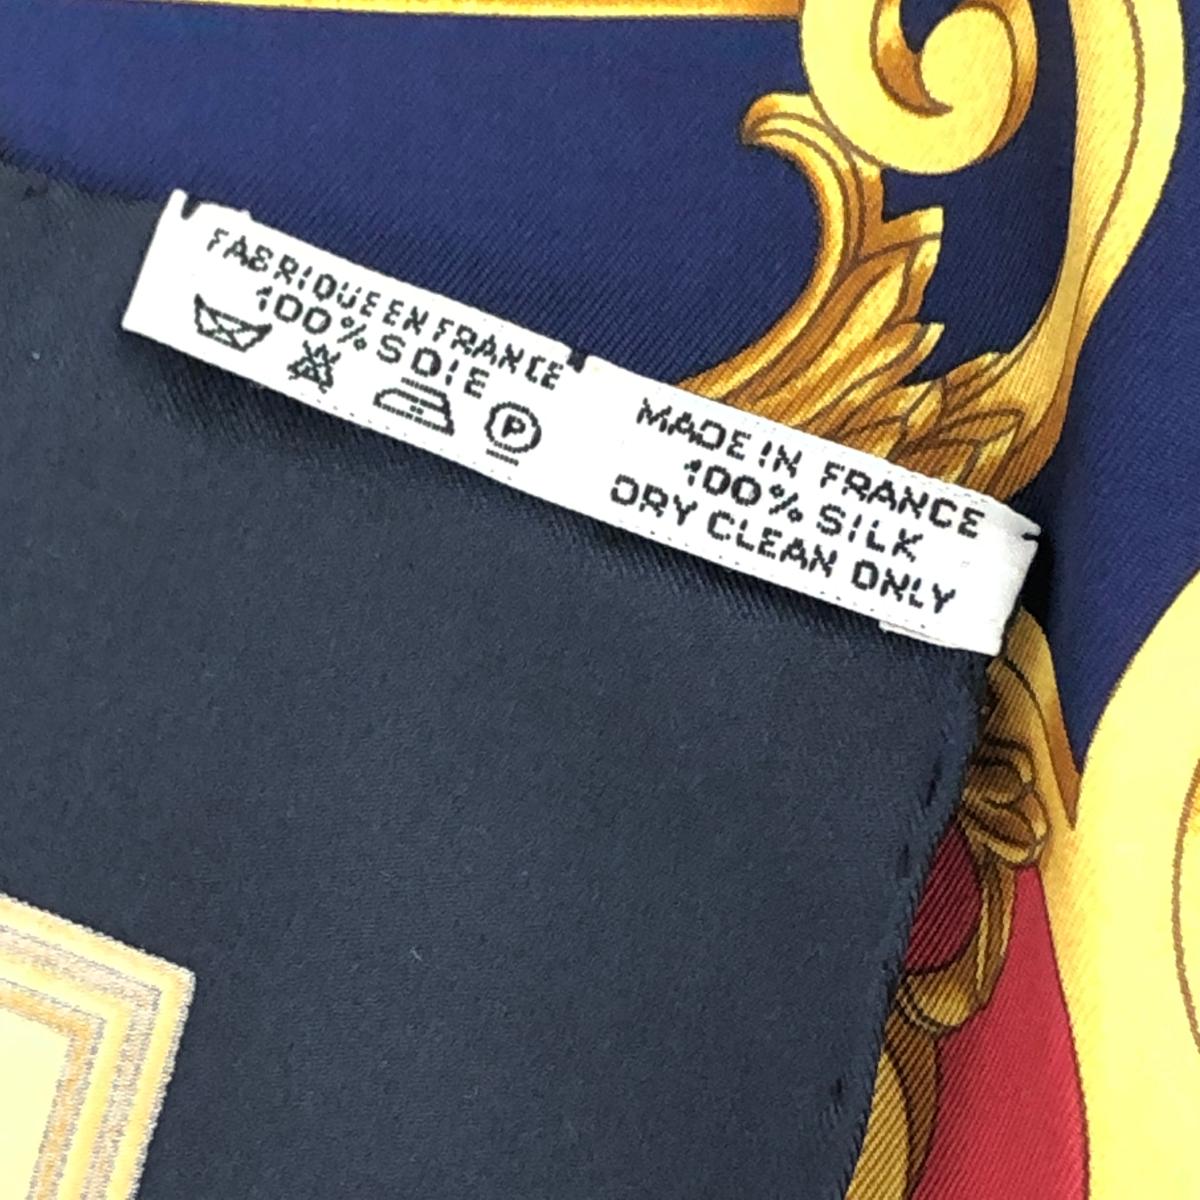 FABRIQUE EN FRANCE
100% SOIE
P
MADE IN FRANCE
100% SILK
DRY CLEAN ONLY